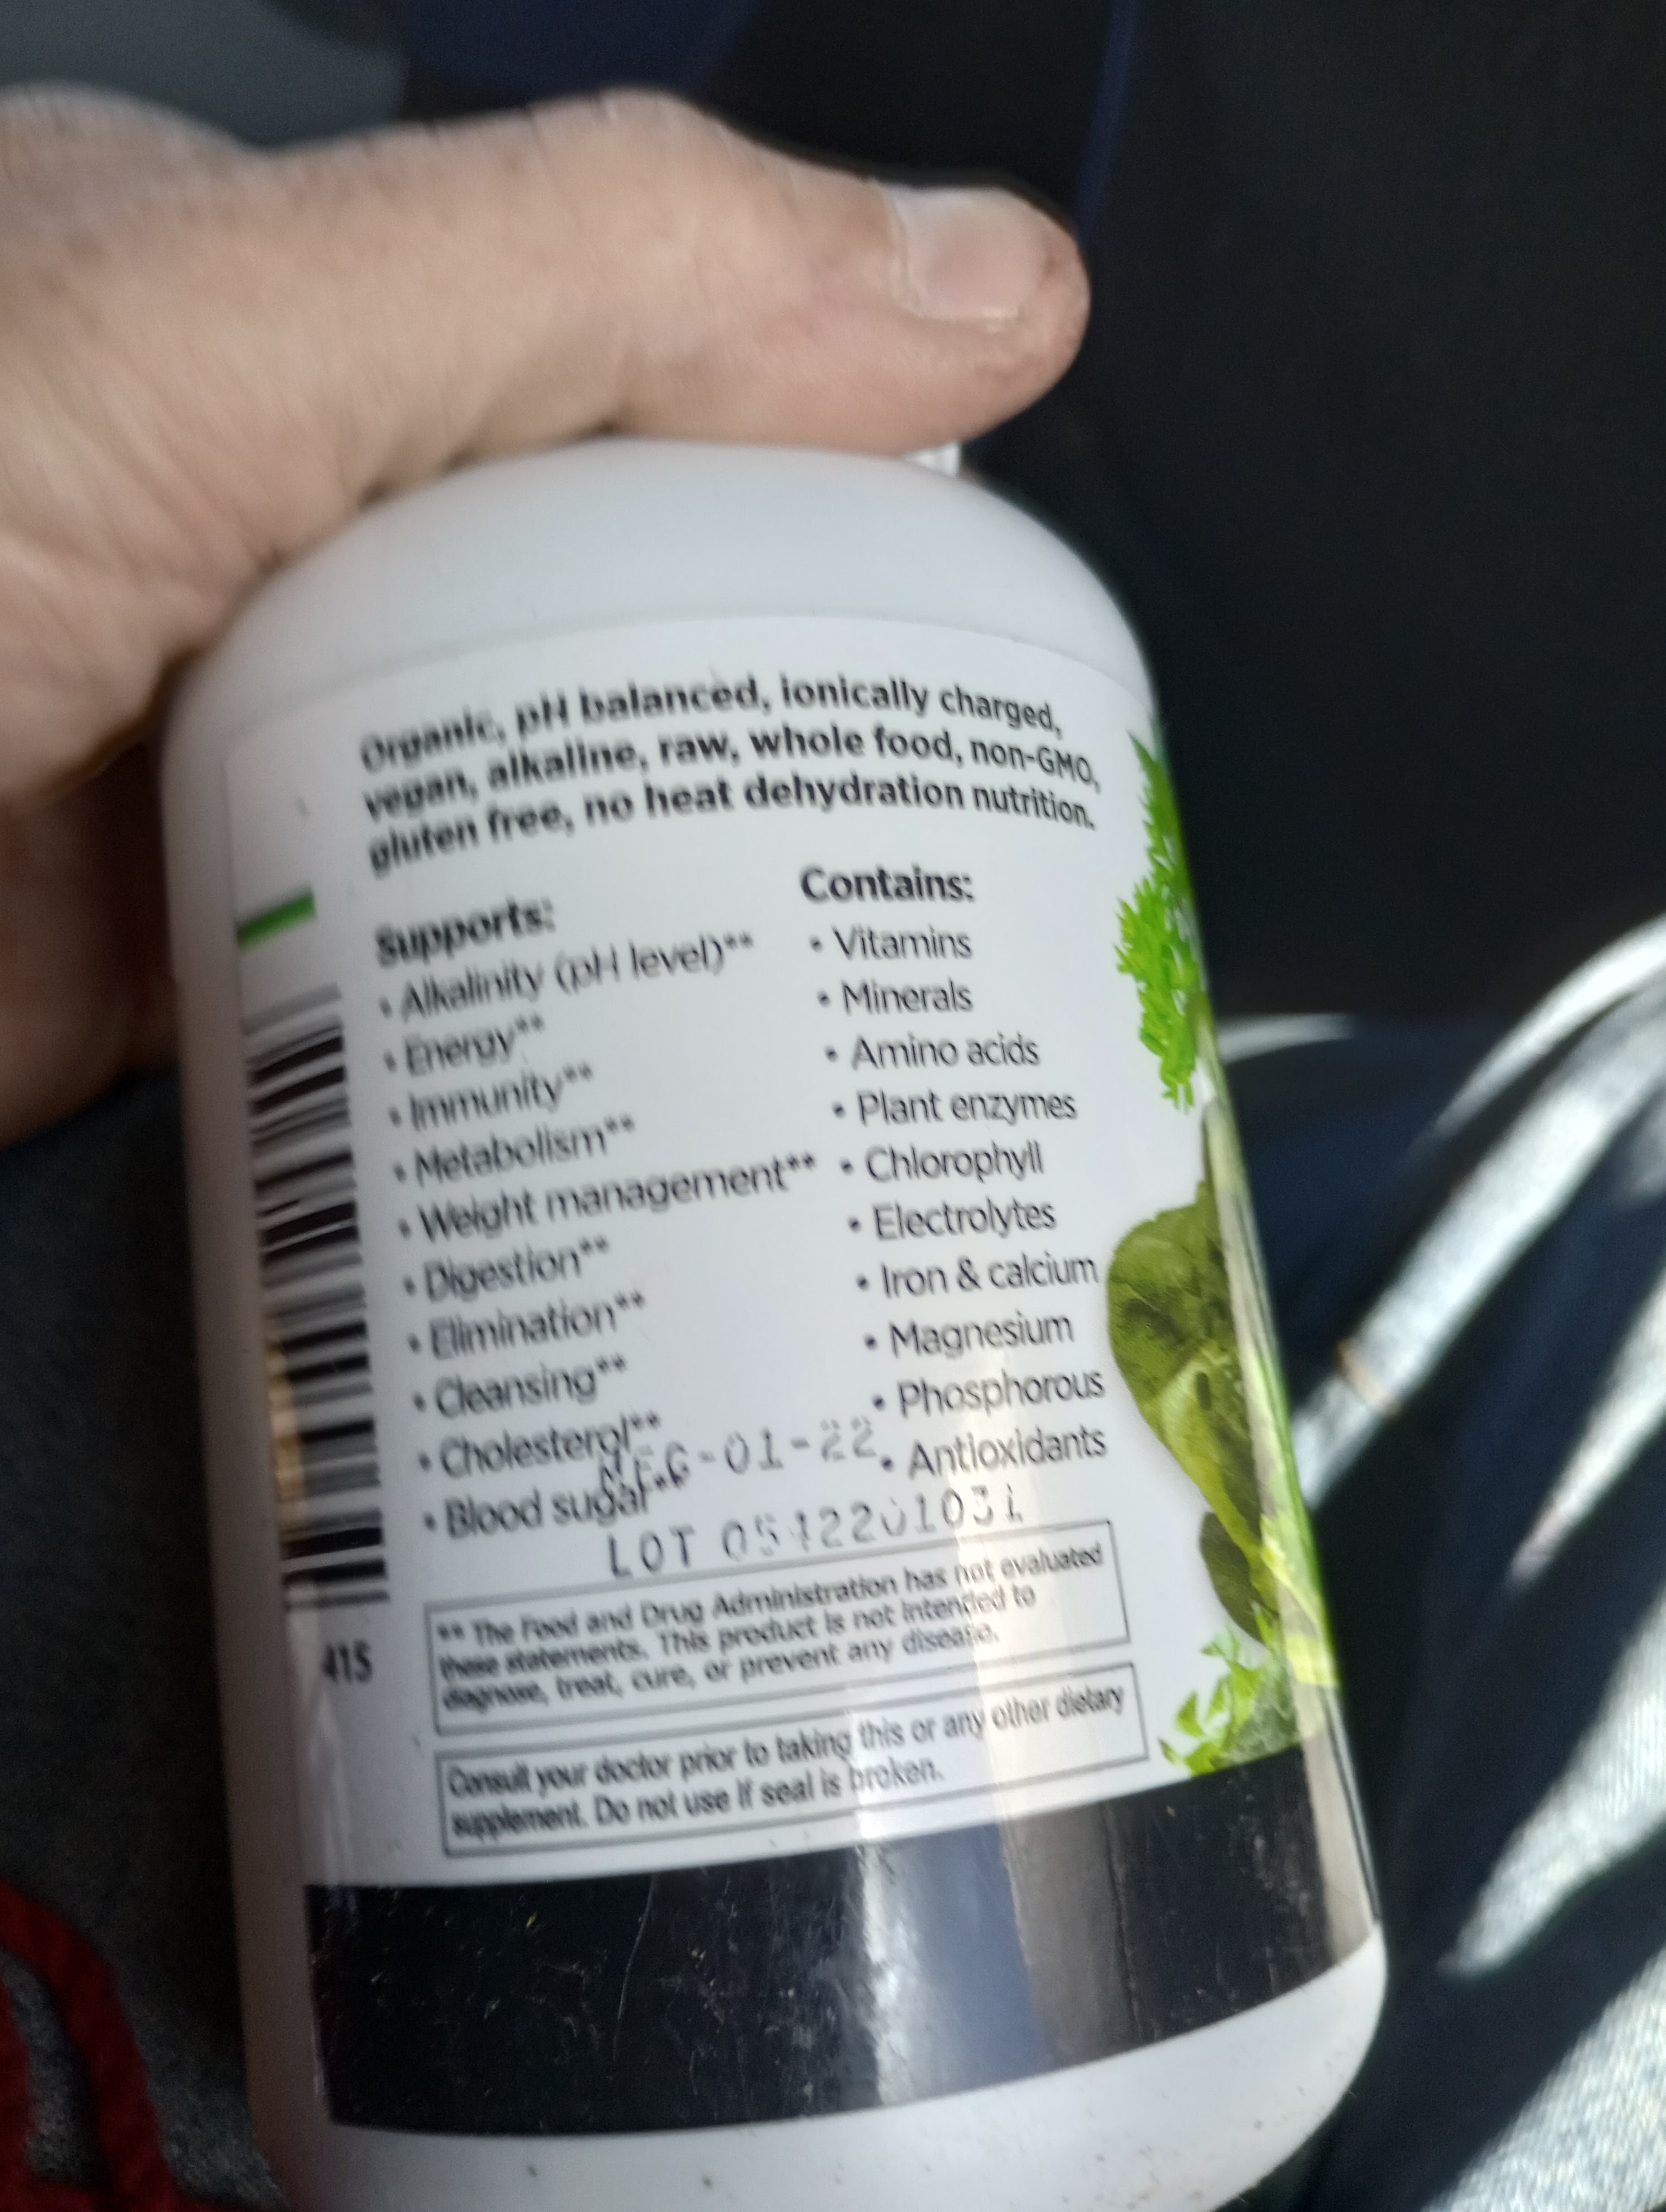 Organic, pH balanced, ionically charged,
vegan, alkaline, raw, whole food, non-GMO,
gluten free, no heat dehydration nutrition.
Supports:
• Alkalinity (pH level)**
• Energy**
• Immunity**
• Metabolism**
• Weight management**
• Digestion**
• Elimination**
• Cleansing**
• Cholesterol**
• Blood sugar**
Contains:
• Vitamins
• Minerals
• Amino acids
• Plant enzymes
• Chlorophyll
• Electrolytes
• Iron & calcium
• Magnesium
• Phosphorous
• Antioxidants
MFG-01-22
LOT
** The Food and Drug Administration has not evaluated
these statements. This product is not intended to
diagnose, treat, cure, or prevent any disease.
Consult your doctor prior to taking this or any other dietary
supplement. Do not use if seal is broken.
415